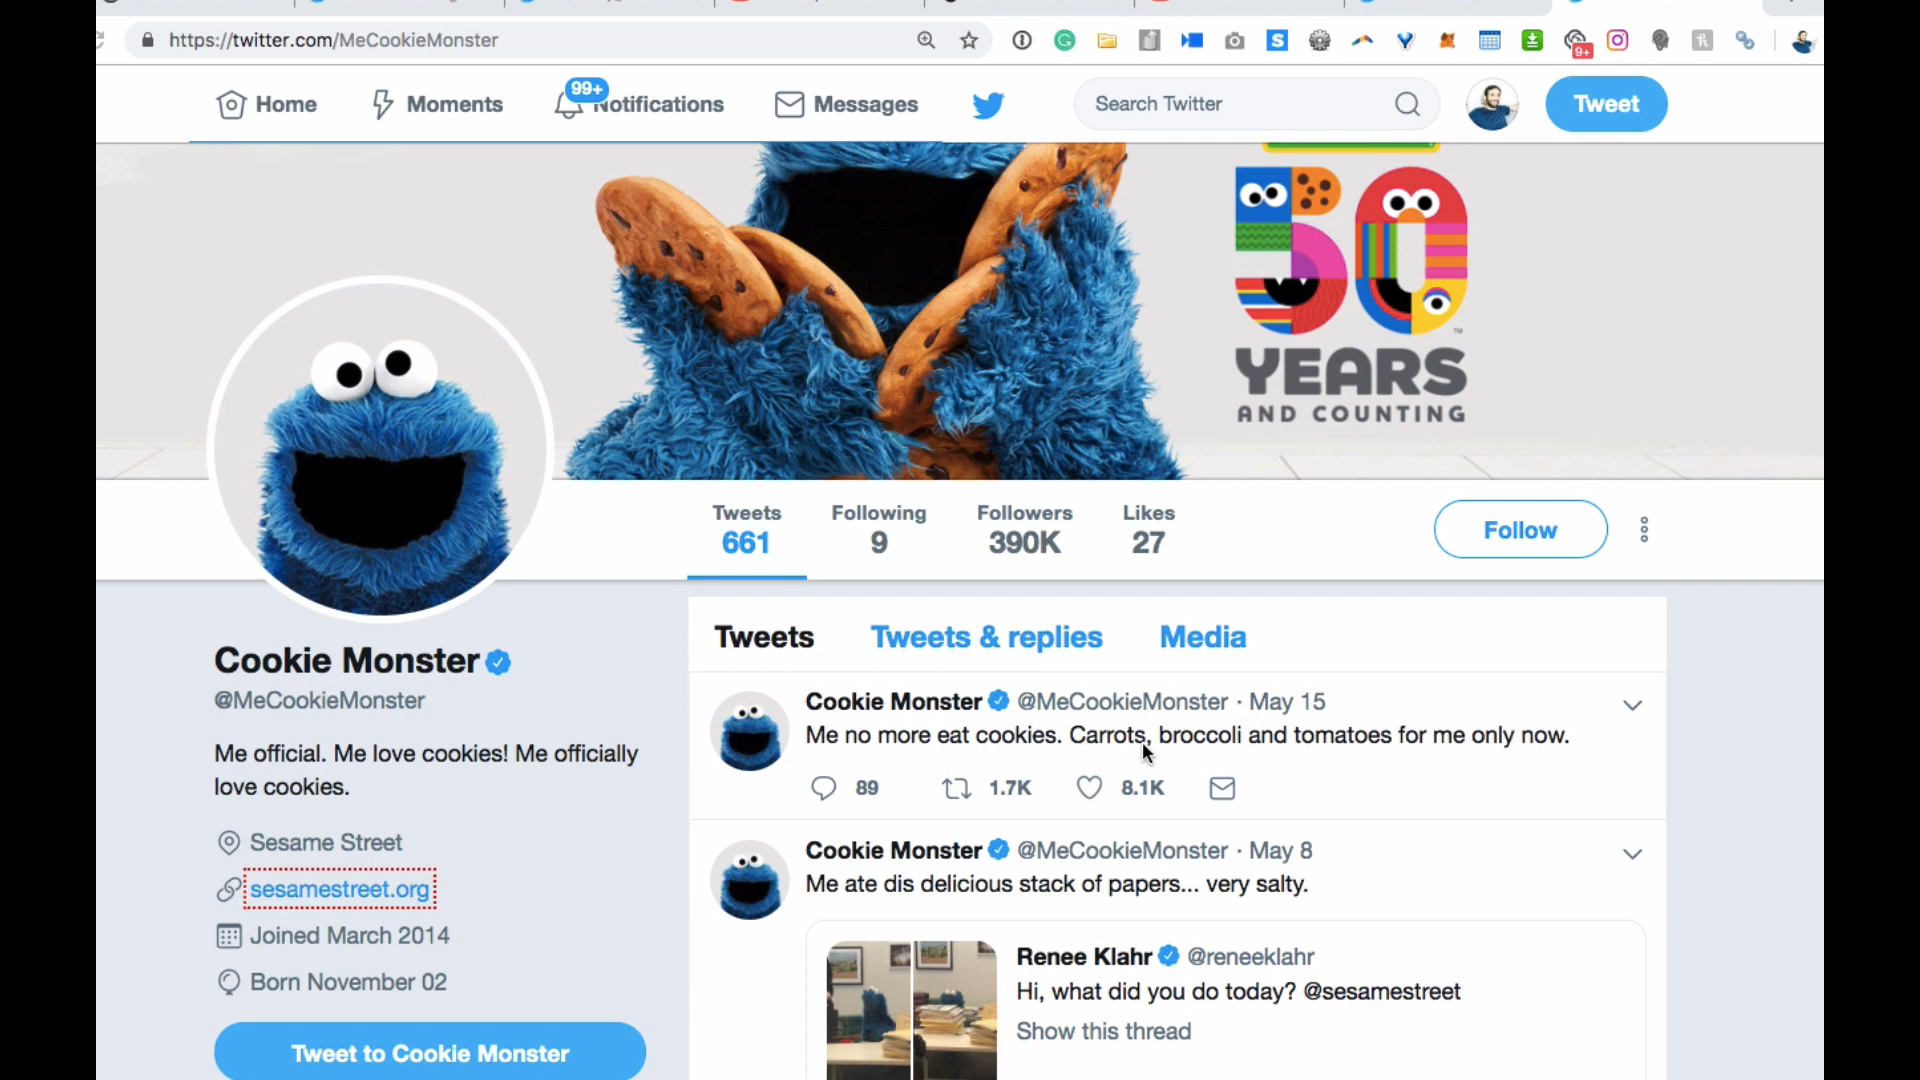 https://twitter.com/MeCookieMonster
9+
Home
Moments
99+
Notifications
Messages
Search Twitter
Tweet
50
YEARS
™
AND COUNTING
Tweets
661
Following
9
Followers
390K
Likes
27
Follow
Cookie Monster
@MeCookieMonster
Me official. Me love cookies! Me officially
love cookies.
Sesame Street
sesamestreet.org
Joined March 2014
Born November 02
Tweet to Cookie Monster
Tweets
Tweets & replies
Media
Cookie Monster @MeCookieMonster · May 15
Me no more eat cookies. Carrots, broccoli and tomatoes for me only now.
89
1.7K
8.1K
Cookie Monster @MeCookieMonster · May 8
Me ate dis delicious stack of papers... very salty.
Renee Klahr @reneeklahr
Hi, what did you do today? @sesamestreet
Show this thread